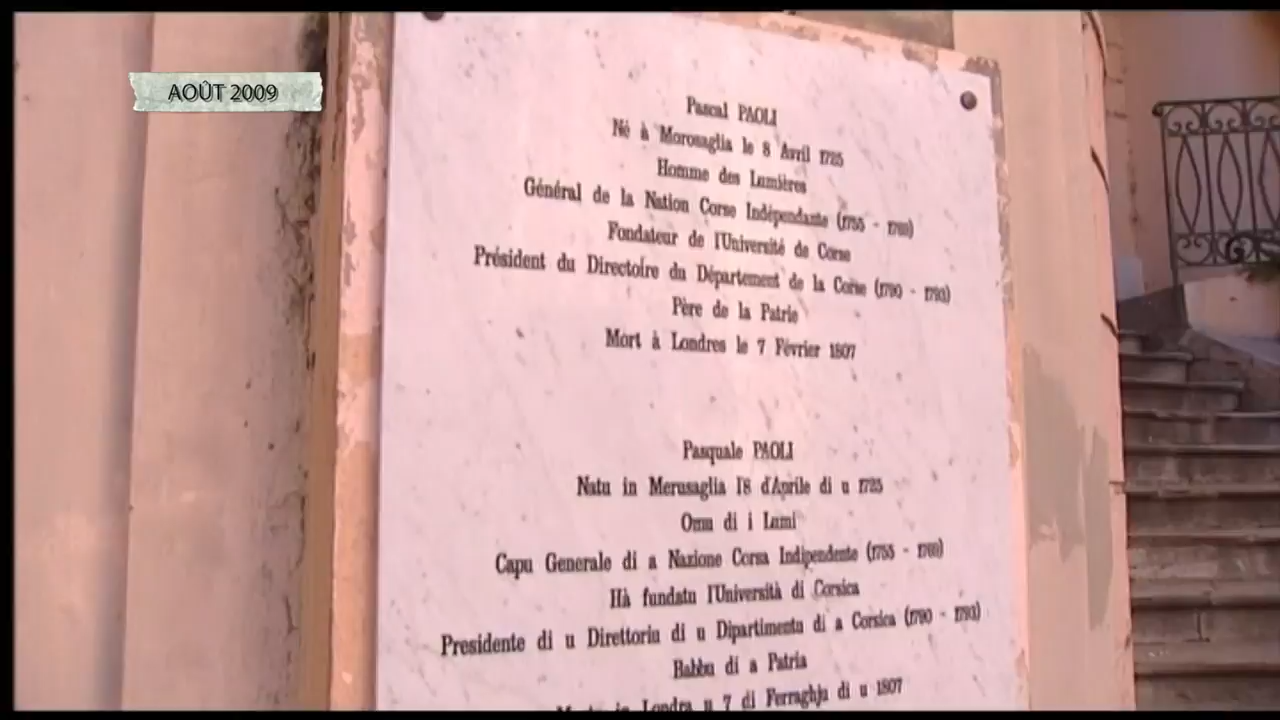 AOÛT 2009
Pascal PAOLI
Né à Morosaglia le 8 Avril 1725
Homme des Lumières
Général de la Nation Corse Indépendante (1755 - 1769)
Fondateur de l'Université de Corse
Président du Directoire du Département de la Corse (1790 - 1793)
Père de la Patrie
Mort à Londres le 7 Février 1807
Pasquale PAOLI
Natu in Merusaglia l'8 d'Aprile di u 1725
Omu di i Lumi
Capu Generale di a Nazione Corsa Indipendente (1755 - 1769)
Hà fundatu l'Università di Corsica
Presidente di u Direttoriu di u Dipartimentu di a Corsica (1790 - 1793)
Babbu di a Patria
in Londra u 7 di Ferraghju di u 1807